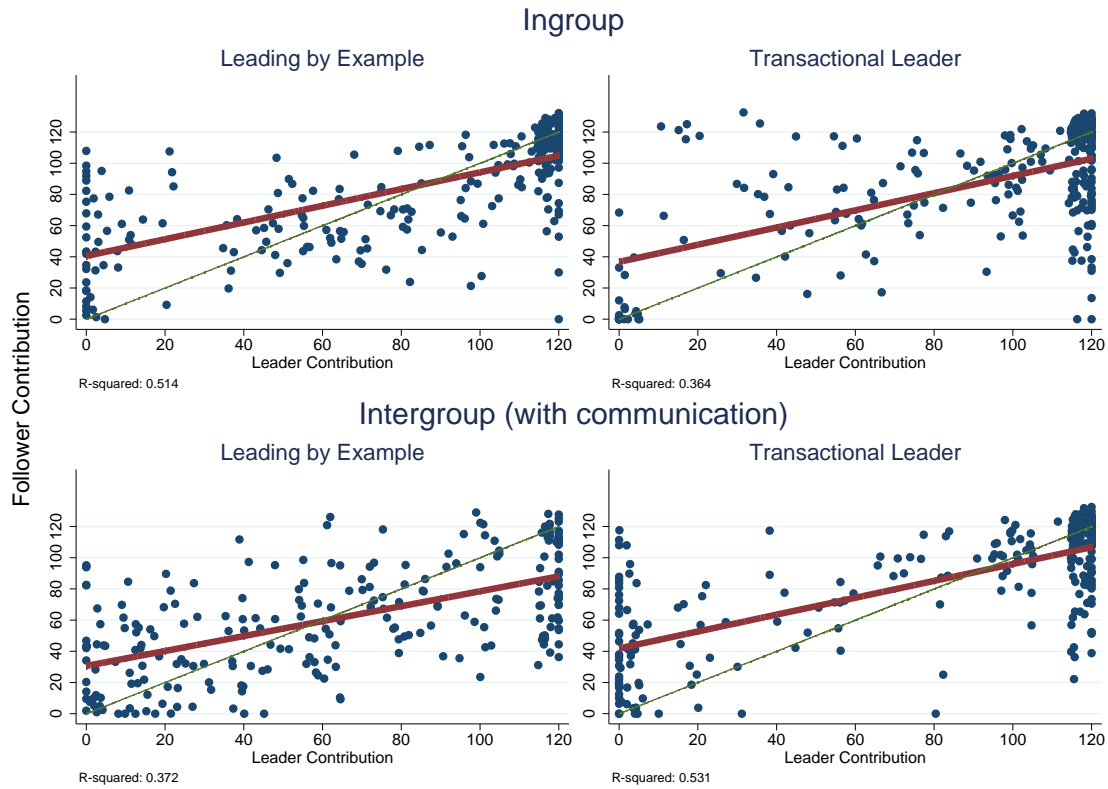 Ingroup
Leading by Example
Transactional Leader
Follower Contribution
0 20 40 60 80 100 120
0 20 40 60 80 100 120
Leader Contribution
R-squared: 0.514
0 20 40 60 80 100 120
0 20 40 60 80 100 120
Leader Contribution
R-squared: 0.364
Intergroup (with communication)
Leading by Example
Transactional Leader
0 20 40 60 80 100 120
0 20 40 60 80 100 120
Leader Contribution
R-squared: 0.372
0 20 40 60 80 100 120
0 20 40 60 80 100 120
Leader Contribution
R-squared: 0.531